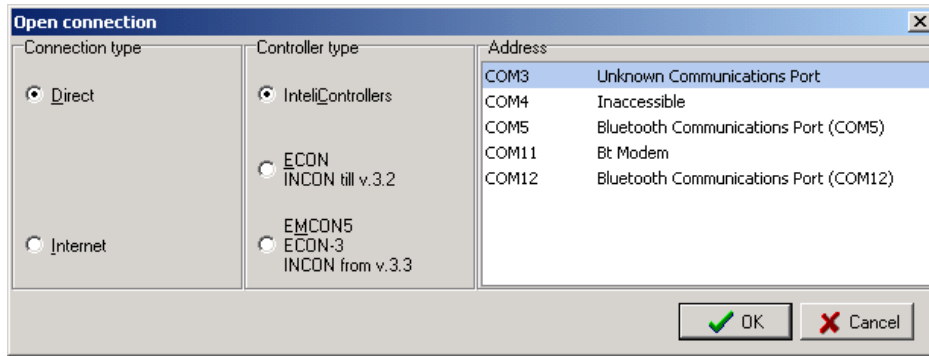 Open connection
Connection type
Direct
Internet
Controller type
InteliControllers
ECON
INCON till v.3.2
EMCON5
ECON-3
INCON from v.3.3
Address
COM3 Unknown Communications Port
COM4 Inaccessible
COM5 Bluetooth Communications Port (COM5)
COM11 Bt Modem
COM12 Bluetooth Communications Port (COM12)
OK
Cancel